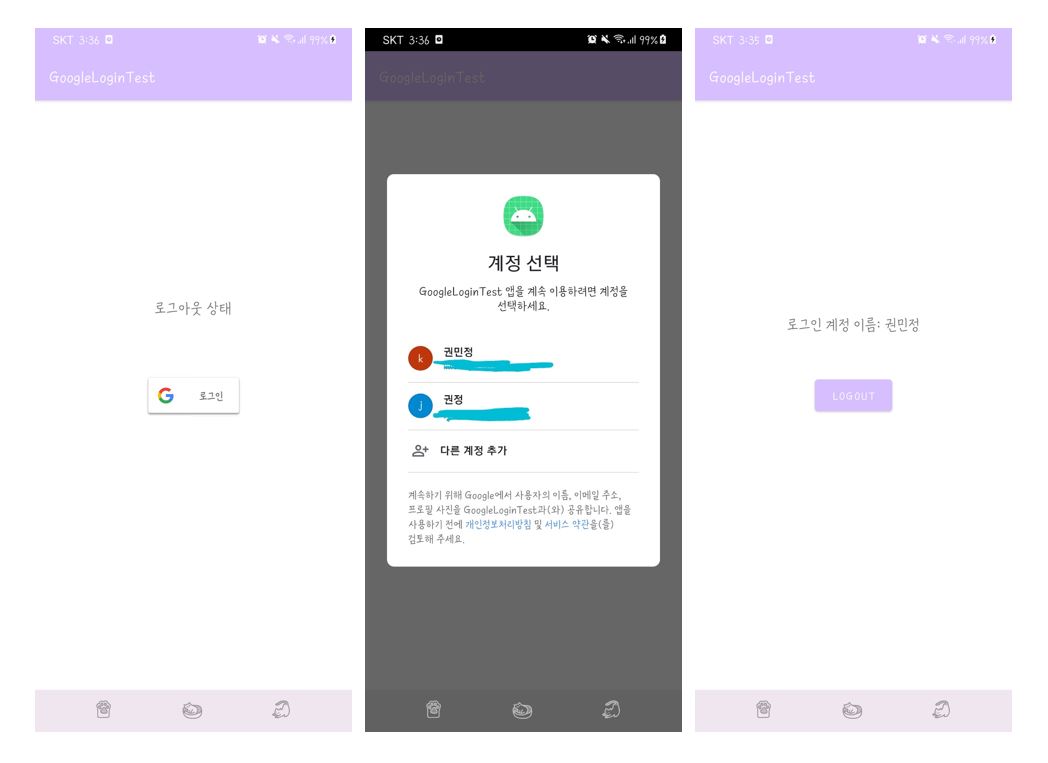 SKT 3:36
99%
GoogleLoginTest
로그아웃 상태
로그인
SKT 3:36
99%
GoogleLoginTest
계정 선택
GoogleLoginTest 앱을 계속 이용하려면 계정을
선택하세요.
k
권민정
j
권정
다른 계정 추가
계속하기 위해 Google에서 사용자의 이름, 이메일 주소,
프로필 사진을 GoogleLoginTest과(와) 공유합니다. 앱을
사용하기 전에 개인정보처리방침 및 서비스 약관을(를)
검토해 주세요.
SKT 3:35
99%
GoogleLoginTest
로그인 계정 이름: 권민정
LOGOUT